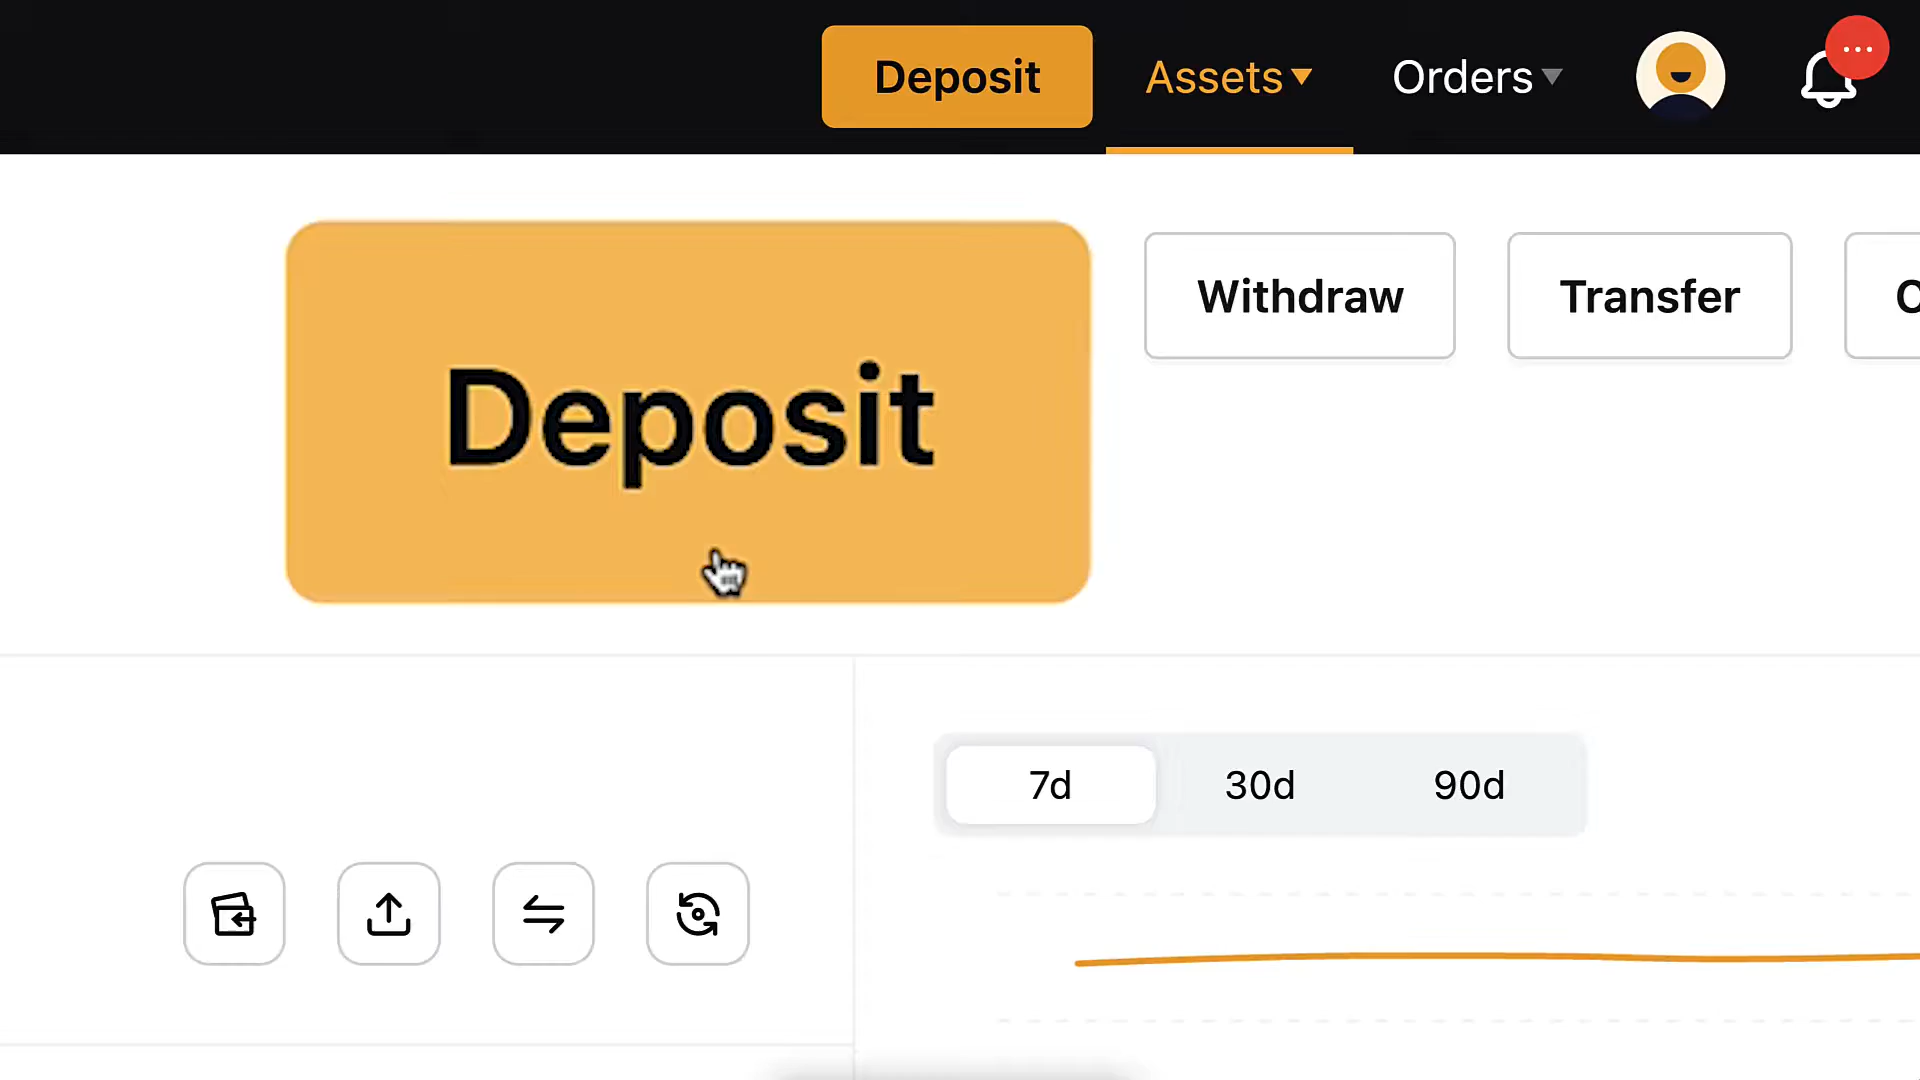 Deposit Assets Orders
Deposit Withdraw Transfer
7d 30d 90d